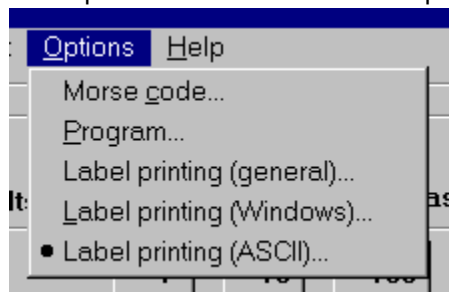 Options Help
Morse code...
Program...
Label printing (general)...
Label printing (Windows)...
Label printing (ASCII)...